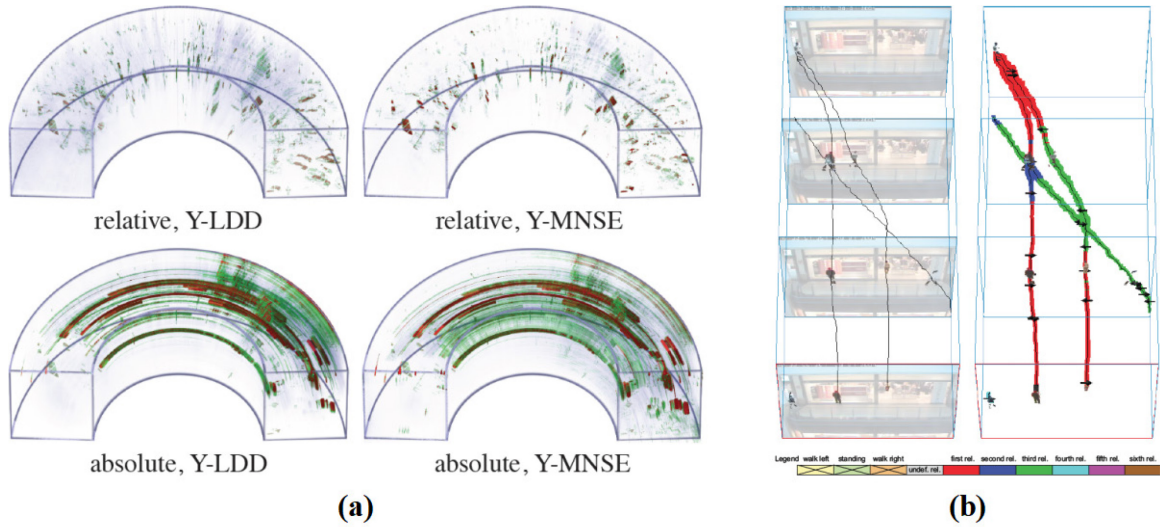 relative, Y-LDD
relative, Y-MNSE
absolute, Y-LDD
absolute, Y-MNSE
Legend walk left standing walk right undef. rel. first rel. second rel. third rel. fourth rel. fifth rel. sixth rel.
(a)
(b)